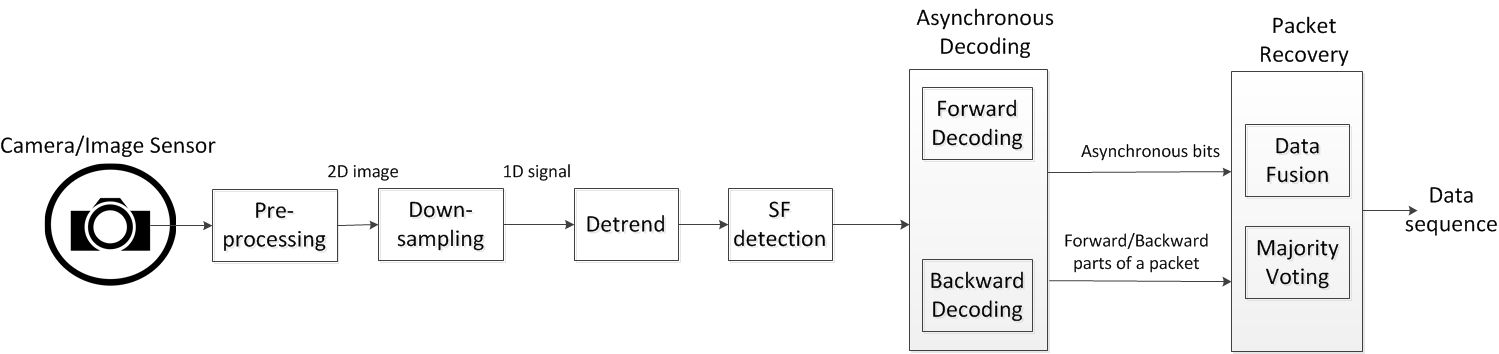 Camera/Image Sensor
Pre-
processing
2D image
Down-
sampling
1D signal
Detrend
SF
detection
Asynchronous
Decoding
Forward
Decoding
Backward
Decoding
Asynchronous bits
Forward/Backward
parts of a packet
Packet
Recovery
Data
Fusion
Majority
Voting
Data
sequence